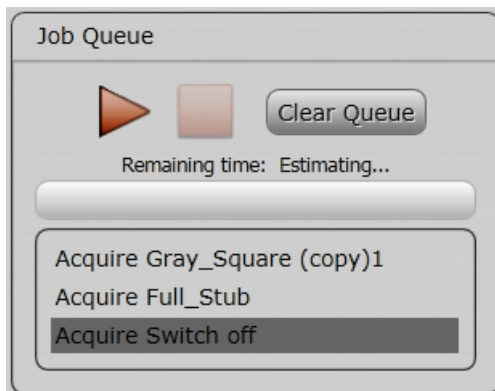 Job Queue
Clear Queue
Remaining time: Estimating...
Acquire Gray_Square (copy)1
Acquire Full_Stub
Acquire Switch off